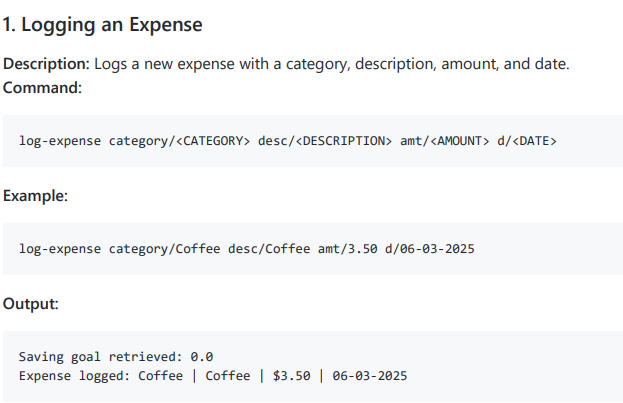 1. Logging an Expense
Description: Logs a new expense with a category, description, amount, and date.
Command:
log-expense category/<CATEGORY> desc/<DESCRIPTION> amt/<AMOUNT> d/<DATE>
Example:
log-expense category/Coffee desc/Coffee amt/3.50 d/06-03-2025
Output:
Saving goal retrieved: 0.0
Expense logged: Coffee | Coffee | $3.50 | 06-03-2025